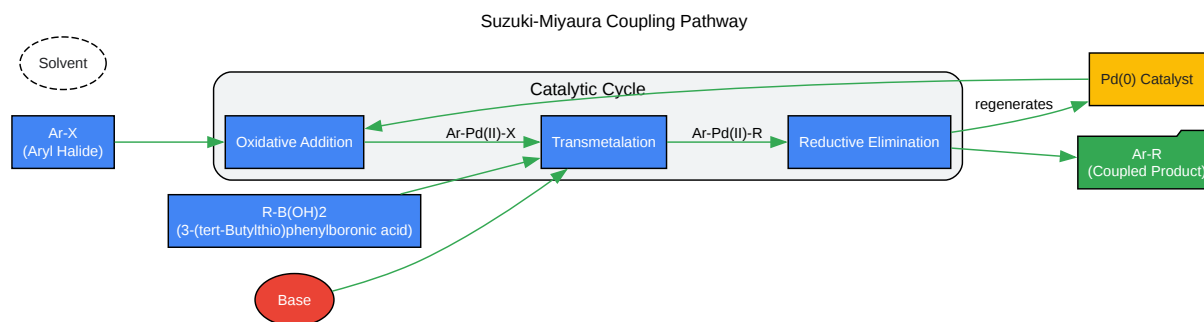 Suzuki-Miyaura Coupling Pathway
Solvent
Catalytic Cycle
Pd(0) Catalyst
regenerates
Ar-X
(Aryl Halide)
Oxidative Addition
Ar-Pd(II)-X
Transmetalation
Ar-Pd(II)-R
Reductive Elimination
Ar-R
(Coupled Product)
R-B(OH)2
(3-(tert-Butylthio)phenylboronic acid)
Base